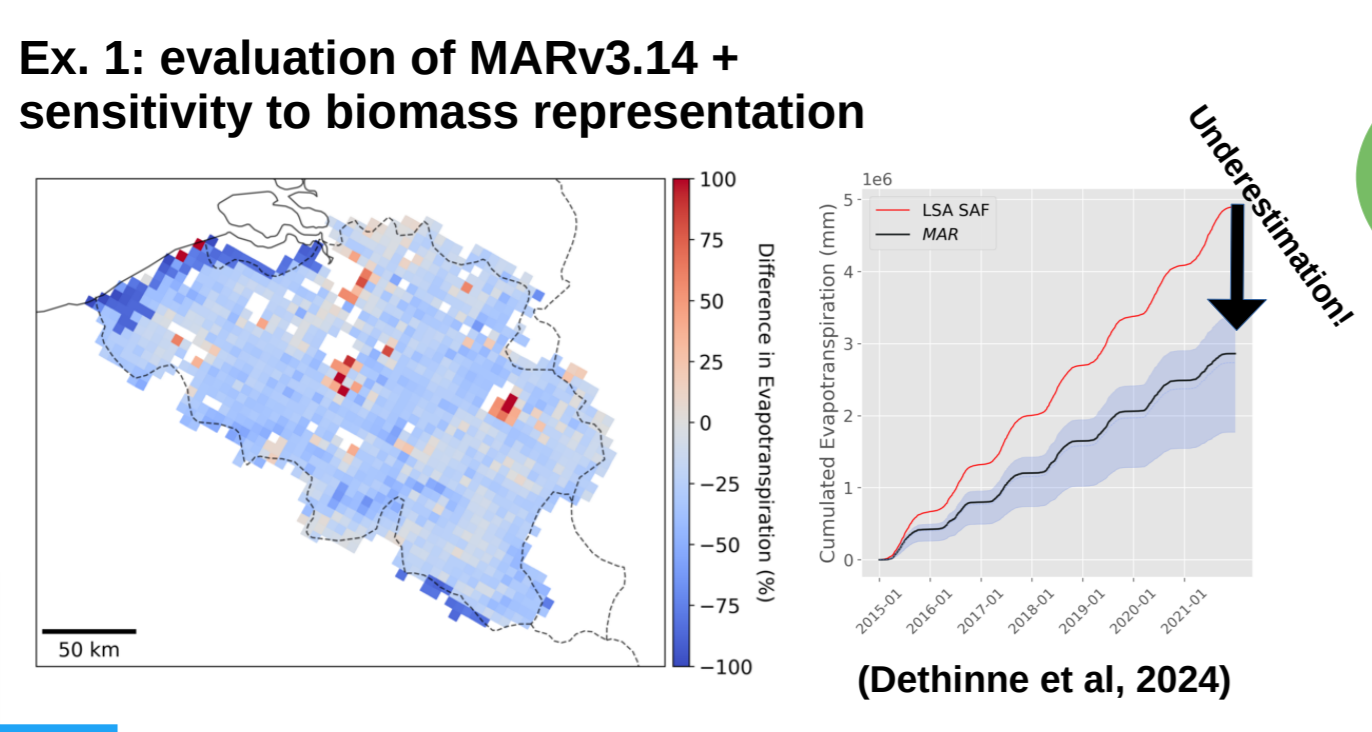 Ex. 1: evaluation of MARv3.14 +
sensitivity to biomass representation
100
75
50
25
0
−25
−50
−75
−100
Difference in Evapotranspiration (%)
50 km
1e6
5
4
3
2
1
0
Cumulated Evapotranspiration (mm)
LSA SAF
MAR
2015-01
2016-01
2017-01
2018-01
2019-01
2020-01
2021-01
Underestimation!
(Dethinne et al, 2024)